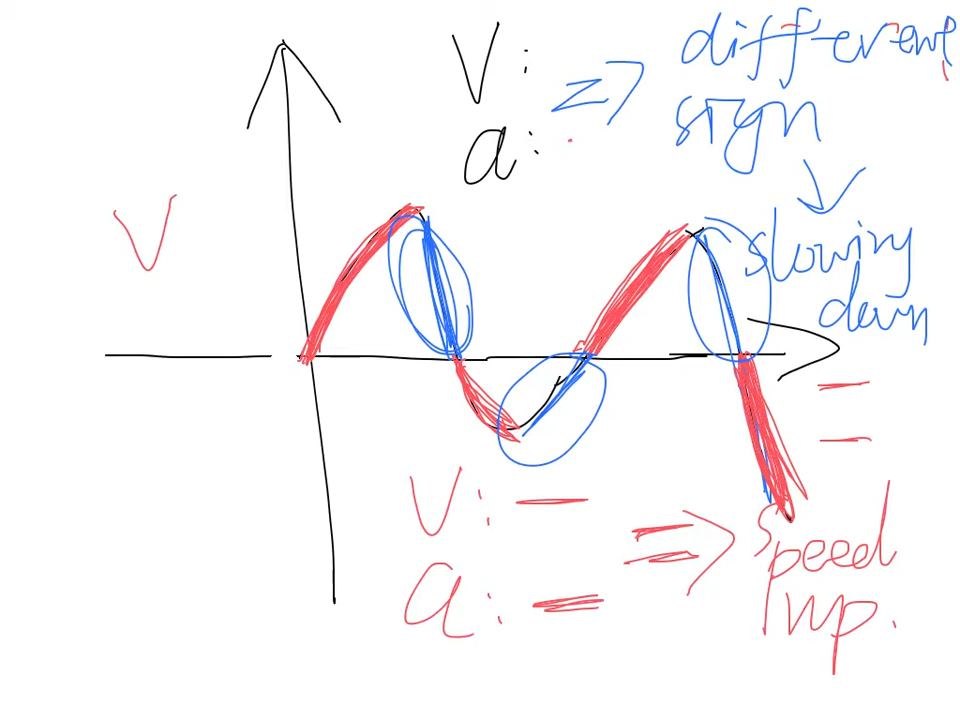 V:
a:
=> different
sign
↓
slowing
down
V
V: —
a: —
=> speed
up.